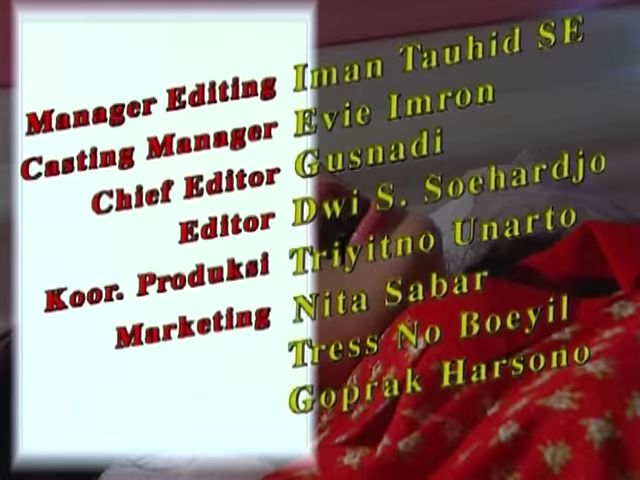 Manager Editing Iman Tauhid SE
Casting Manager Evie Imron
Chief Editor Gusnadi
Editor Dwi S. Soehardjo
Koor. Produksi Triyitno Unarto
Marketing Nita Sabar
Tress No Boeyil
Goprak Harsono